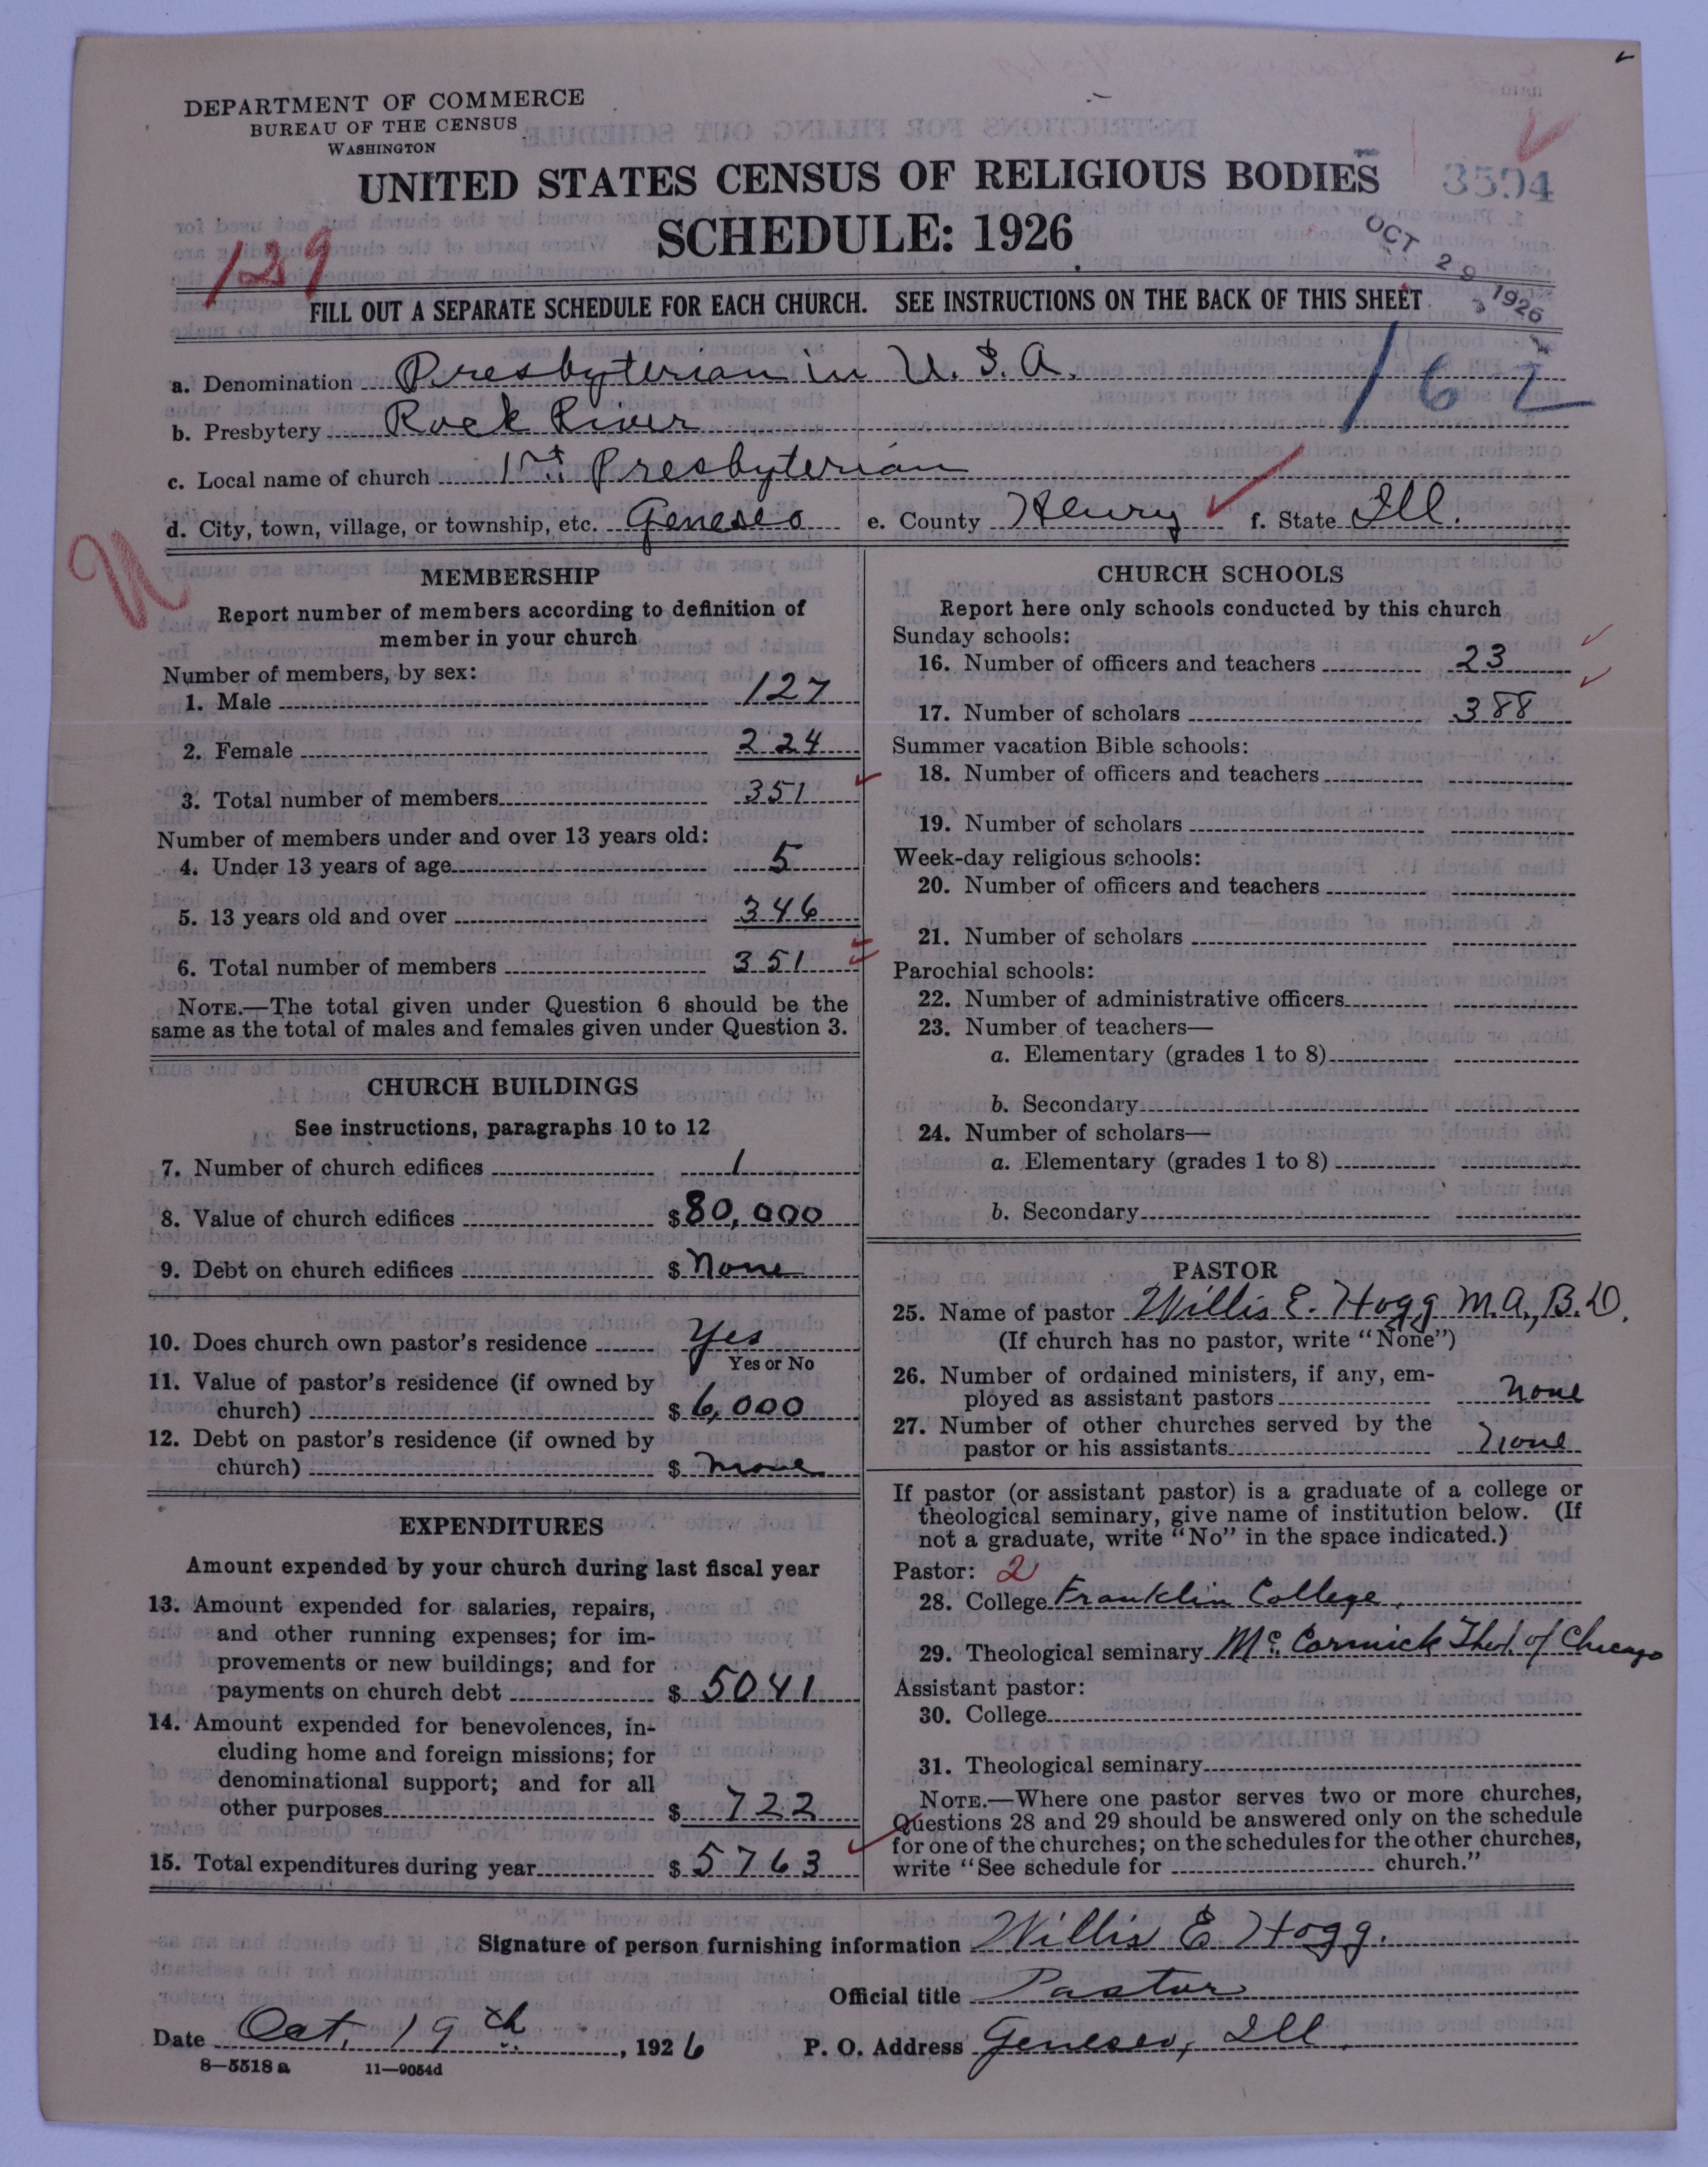 DEPARTMENT OF COMMERCE
BUREAU OF THE CENSUS
WASHINGTON
UNITED STATES CENSUS OF RELIGIOUS BODIES
3594
SCHEDULE: 1926
OCT 29 1926
129
FILL OUT A SEPARATE SCHEDULE FOR EACH CHURCH. SEE INSTRUCTIONS ON THE BACK OF THIS SHEET
162
a. Denomination Presbyterian in U.S.A.
b. Presbytery Rock River
c. Local name of church 1st Presbyterian
d. City, town, village, or township, etc. Geneseo e. County Henry f. State Ill.
MEMBERSHIP
Report number of members according to definition of
member in your church
Number of members, by sex:
1. Male 127
2. Female 224
3. Total number of members 351
Number of members under and over 13 years old:
4. Under 13 years of age 5
5. 13 years old and over 346
6. Total number of members 351
NOTE.—The total given under Question 6 should be the
same as the total of males and females given under Question 3.
CHURCH BUILDINGS
See instructions, paragraphs 10 to 12
7. Number of church edifices 1
8. Value of church edifices $80,000
9. Debt on church edifices $ None
10. Does church own pastor's residence Yes
Yes or No
11. Value of pastor's residence (if owned by
church) $ 6,000
12. Debt on pastor's residence (if owned by
church) $ none
EXPENDITURES
Amount expended by your church during last fiscal year
13. Amount expended for salaries, repairs,
and other running expenses; for im-
provements or new buildings; and for
payments on church debt $ 5041
14. Amount expended for benevolences, in-
cluding home and foreign missions; for
denominational support; and for all
other purposes $ 722
15. Total expenditures during year $ 5763
CHURCH SCHOOLS
Report here only schools conducted by this church
Sunday schools:
16. Number of officers and teachers 23
17. Number of scholars 388
Summer vacation Bible schools:
18. Number of officers and teachers
19. Number of scholars
Week-day religious schools:
20. Number of officers and teachers
21. Number of scholars
Parochial schools:
22. Number of administrative officers
23. Number of teachers—
a. Elementary (grades 1 to 8)
b. Secondary
24. Number of scholars—
a. Elementary (grades 1 to 8)
b. Secondary
PASTOR
25. Name of pastor Willis E. Hogg M.A., B.D.
(If church has no pastor, write "None")
26. Number of ordained ministers, if any, em-
ployed as assistant pastors none
27. Number of other churches served by the
pastor or his assistants none
If pastor (or assistant pastor) is a graduate of a college or
theological seminary, give name of institution below. (If
not a graduate, write "No" in the space indicated.)
Pastor: 2
28. College Franklin College
29. Theological seminary McCormick Theol. of Chicago
Assistant pastor:
30. College
31. Theological seminary
NOTE.—Where one pastor serves two or more churches,
Questions 28 and 29 should be answered only on the schedule
for one of the churches; on the schedules for the other churches,
write "See schedule for church."
Signature of person furnishing information Willis E. Hogg.
Official title Pastor
Date Oct. 19th, 1926 P. O. Address Geneseo, Ill.
8—5518a 11—9054d